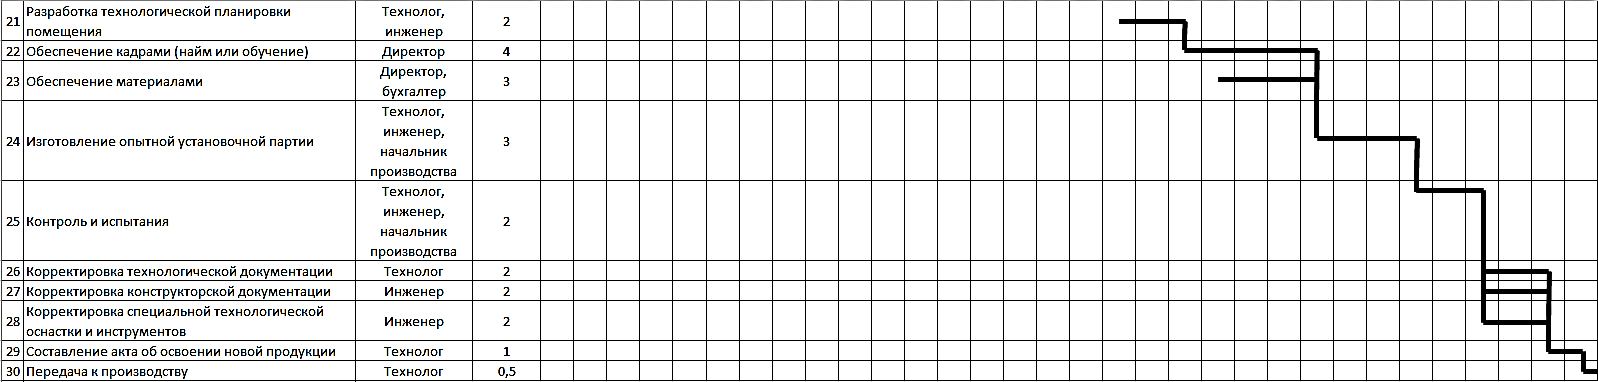 21 Разработка технологической планировки помещения Технолог, инженер 2
22 Обеспечение кадрами (найм или обучение) Директор 4
23 Обеспечение материалами Директор, бухгалтер 3
24 Изготовление опытной установочной партии Технолог, инженер, начальник производства 3
25 Контроль и испытания Технолог, инженер, начальник производства 2
26 Корректировка технологической документации Технолог 2
27 Корректировка конструкторской документации Инженер 2
28 Корректировка специальной технологической оснастки и инструментов Инженер 2
29 Составление акта об освоении новой продукции Технолог 1
30 Передача к производству Технолог 0,5